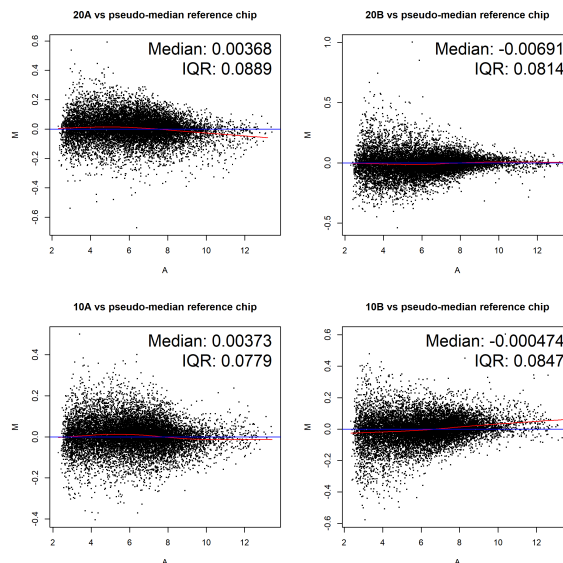 20A vs pseudo-median reference chip
20B vs pseudo-median reference chip
Median: 0.00368
IQR: 0.0889
Median: -0.00691
IQR: 0.0814
M
0.6
0.4
0.2
0.0
-0.2
-0.4
-0.6
2 4 6 8 10 12
A
M
1.0
0.5
0.0
-0.5
2 4 6 8 10 12
A
10A vs pseudo-median reference chip
10B vs pseudo-median reference chip
Median: 0.00373
IQR: 0.0779
Median: -0.000474
IQR: 0.0847
M
0.4
0.2
0.0
-0.2
-0.4
2 4 6 8 10 12
A
M
0.6
0.4
0.2
0.0
-0.2
-0.4
-0.6
2 4 6 8 10 12
A